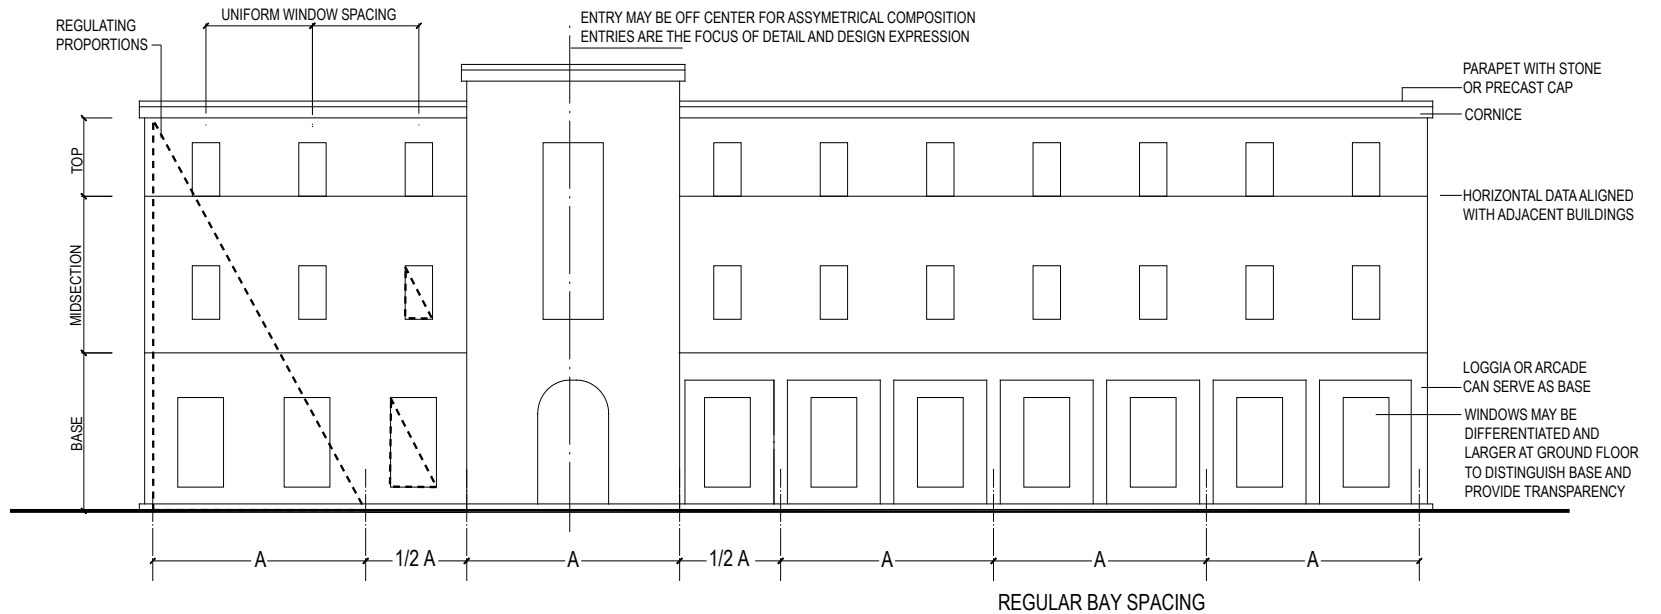 UNIFORM WINDOW SPACING
REGULATING
PROPORTIONS
ENTRY MAY BE OFF CENTER FOR ASSYMETRICAL COMPOSITION
ENTRIES ARE THE FOCUS OF DETAIL AND DESIGN EXPRESSION
PARAPET WITH STONE
OR PRECAST CAP
CORNICE
TOP
HORIZONTAL DATA ALIGNED
WITH ADJACENT BUILDINGS
MIDSECTION
LOGGIA OR ARCADE
CAN SERVE AS BASE
BASE
WINDOWS MAY BE
DIFFERENTIATED AND
LARGER AT GROUND FLOOR
TO DISTINGUISH BASE AND
PROVIDE TRANSPARENCY
A
1/2 A
A
1/2 A
A
A
A
REGULAR BAY SPACING